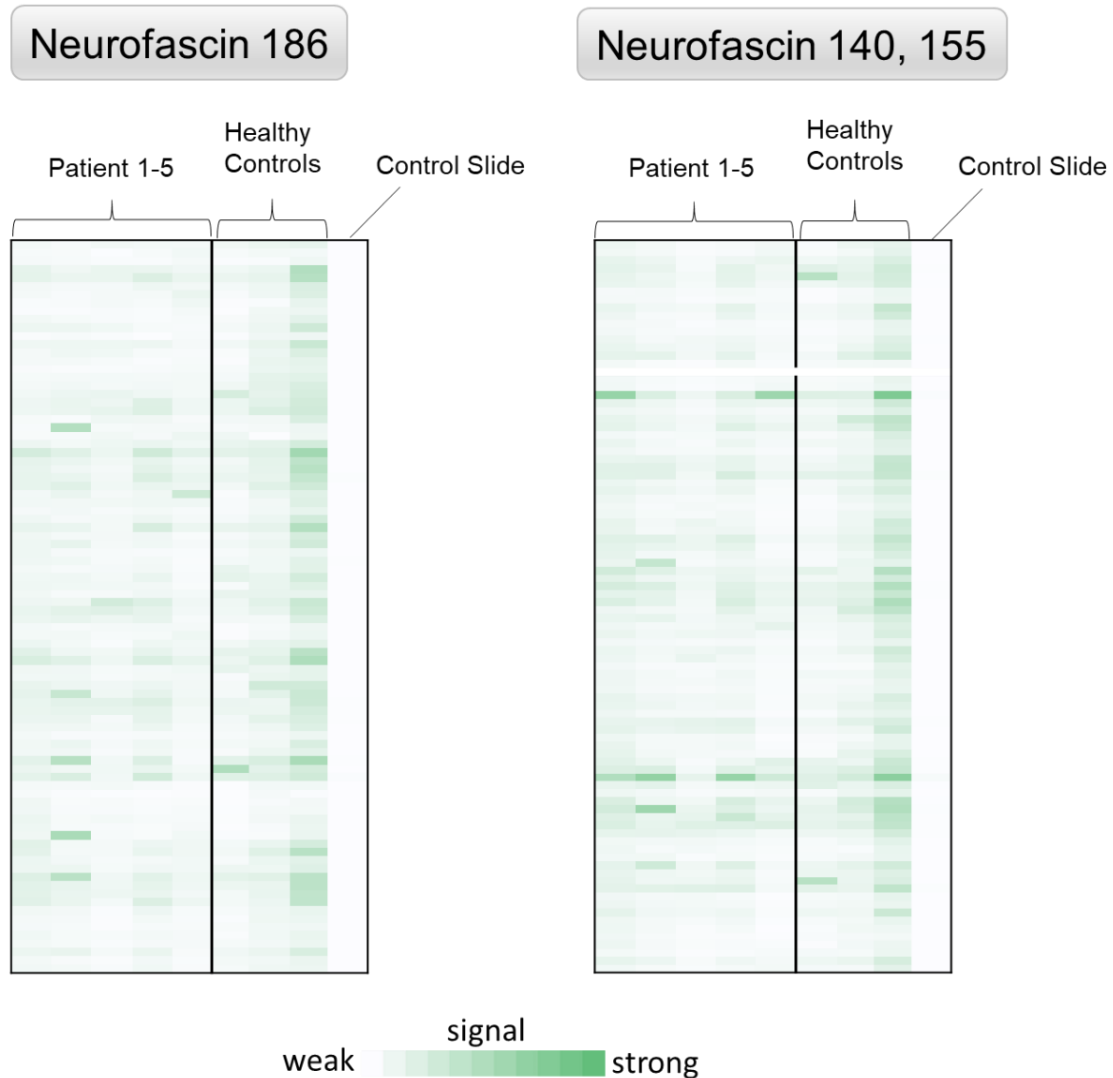 Neurofascin 186
Neurofascin 140, 155
Patient 1-5
Healthy
Controls
Control Slide
Patient 1-5
Healthy
Controls
Control Slide
signal
weak
strong